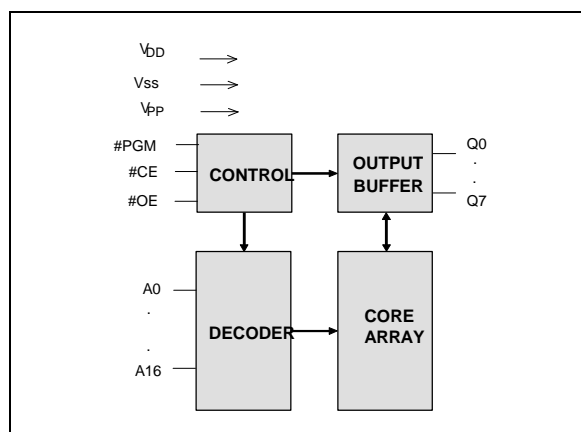 VDD
Vss
VPP
#PGM
#CE
#OE
CONTROL
OUTPUT
BUFFER
Q0
.
.
Q7
A0
.
.
A16
DECODER
CORE
ARRAY